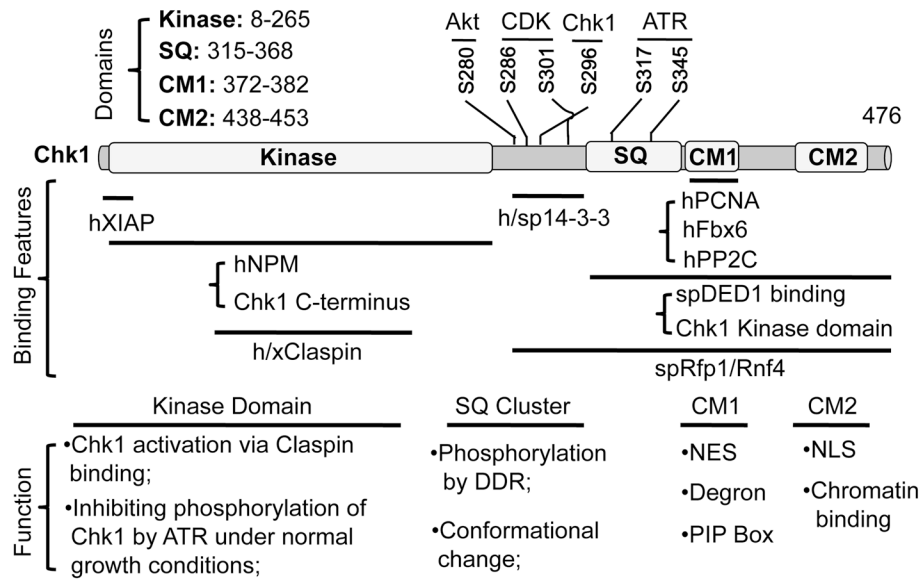 Domains
Kinase: 8-265
SQ: 315-368
CM1: 372-382
CM2: 438-453
Akt CDK Chk1 ATR
S280 S286 S301 S296 S317 S345
476
Chk1 Kinase SQ CM1 CM2
Binding Features
hXIAP
h/sp14-3-3
hPCNA
hFbx6
hPP2C
hNPM
Chk1 C-terminus
spDED1 binding
Chk1 Kinase domain
h/xClaspin
spRfp1/Rnf4
Function
Kinase Domain
•Chk1 activation via Claspin
binding;
•Inhibiting phosphorylation of
Chk1 by ATR under normal
growth conditions;
SQ Cluster
•Phosphorylation
by DDR;
•Conformational
change;
CM1
•NES
•Degron
•PIP Box
CM2
•NLS
•Chromatin
binding